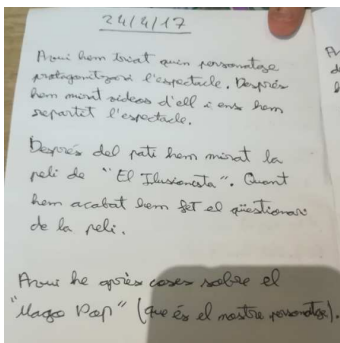 24/4/17
Avui hem triat quin personatge
protagonitzarà l'espectacle. Després
hem mirat videos d'ell i ens hem
repartit l'espectacle.
Després del pati hem mirat la
peli de "El Ilusionista". Quant
hem acabat hem fet el qüestionari
de la peli.
Avui he après coses sobre el
"Mago Pop" (que és el nostre personatge).